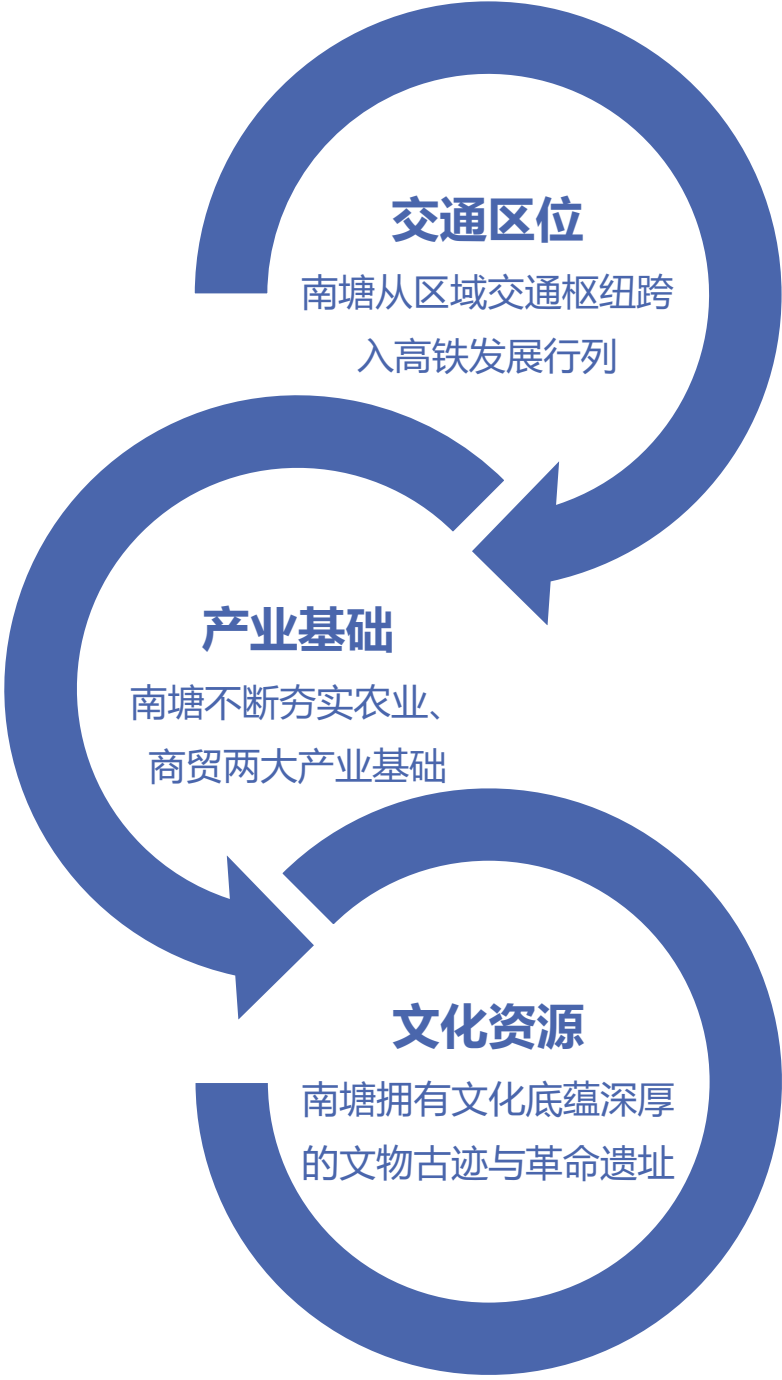 交通区位
南塘从区域交通枢纽跨
入高铁发展行列
产业基础
南塘不断夯实农业、
商贸两大产业基础
文化资源
南塘拥有文化底蕴深厚
的文物古迹与革命遗址